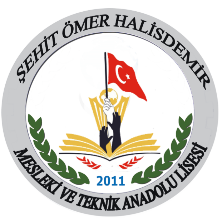 ŞEHİT ÖMER HALİSDEMİR
2011
MESLEKİ VE TEKNİK ANADOLU LİSESİ